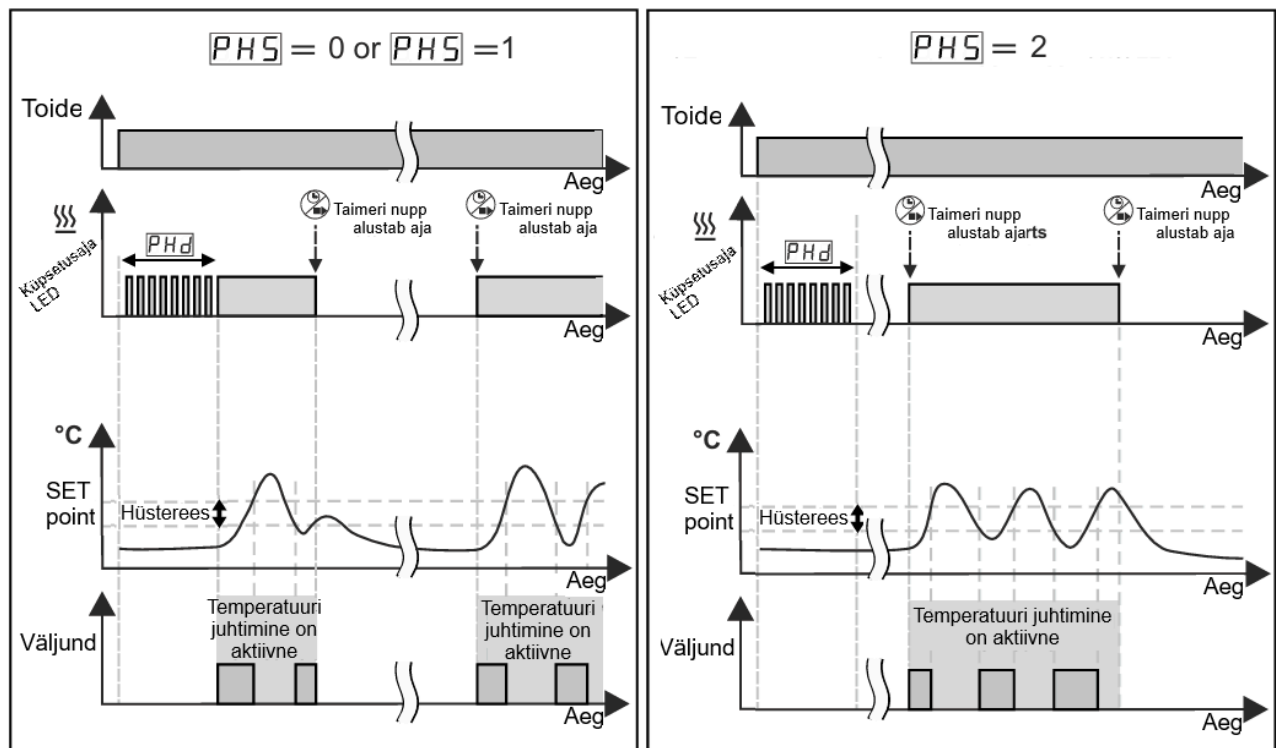 PHS = 0 or PHS =1
Toide
Aeg
Küpsetusaja
LED
PHd
Taimeri nupp
alustab aja
Taimeri nupp
alustab aja
Aeg
°C
SET
point
Hüsterees
Aeg
Väljund
Temperatuuri
juhtimine on
aktiivne
Temperatuuri
juhtimine on
aktiivne
Aeg
PHS = 2
Toide
Aeg
Küpsetusaja
LED
PHd
Taimeri nupp
alustab ajarts
Taimeri nupp
alustab aja
Aeg
°C
SET
point
Hüsterees
Aeg
Väljund
Temperatuuri juhtimine
on aktiivne
Aeg